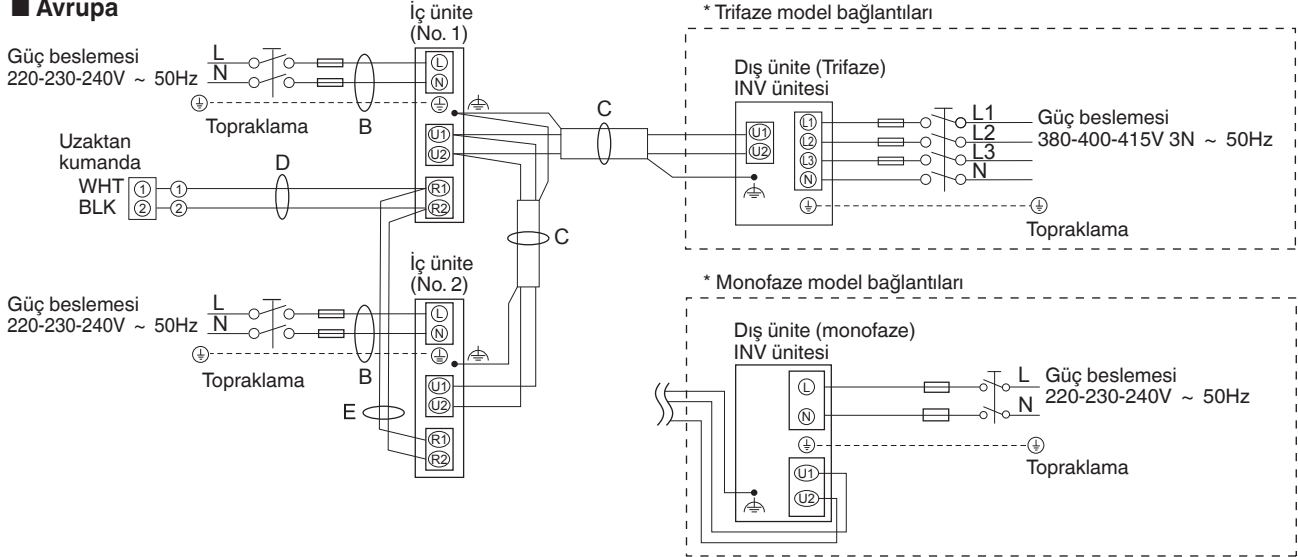 ■ Avrupa
İç ünite
(No. 1)
Güç beslemesi
220-230-240V ~ 50Hz
L
N
Topraklama
B
L
N
U1
U2
R1
R2
Uzaktan
kumanda
WHT
BLK
1
2
1
2
D
C
C
İç ünite
(No. 2)
Güç beslemesi
220-230-240V ~ 50Hz
L
N
Topraklama
B
E
L
N
U1
U2
R1
R2
* Trifaze model bağlantıları
Dış ünite (Trifaze)
INV ünitesi
U1
U2
L1
L2
L3
N
L1
L2
L3
N
Güç beslemesi
380-400-415V 3N ~ 50Hz
Topraklama
* Monofaze model bağlantıları
Dış ünite (monofaze)
INV ünitesi
L
N
U1
U2
L
N
Güç beslemesi
220-230-240V ~ 50Hz
Topraklama